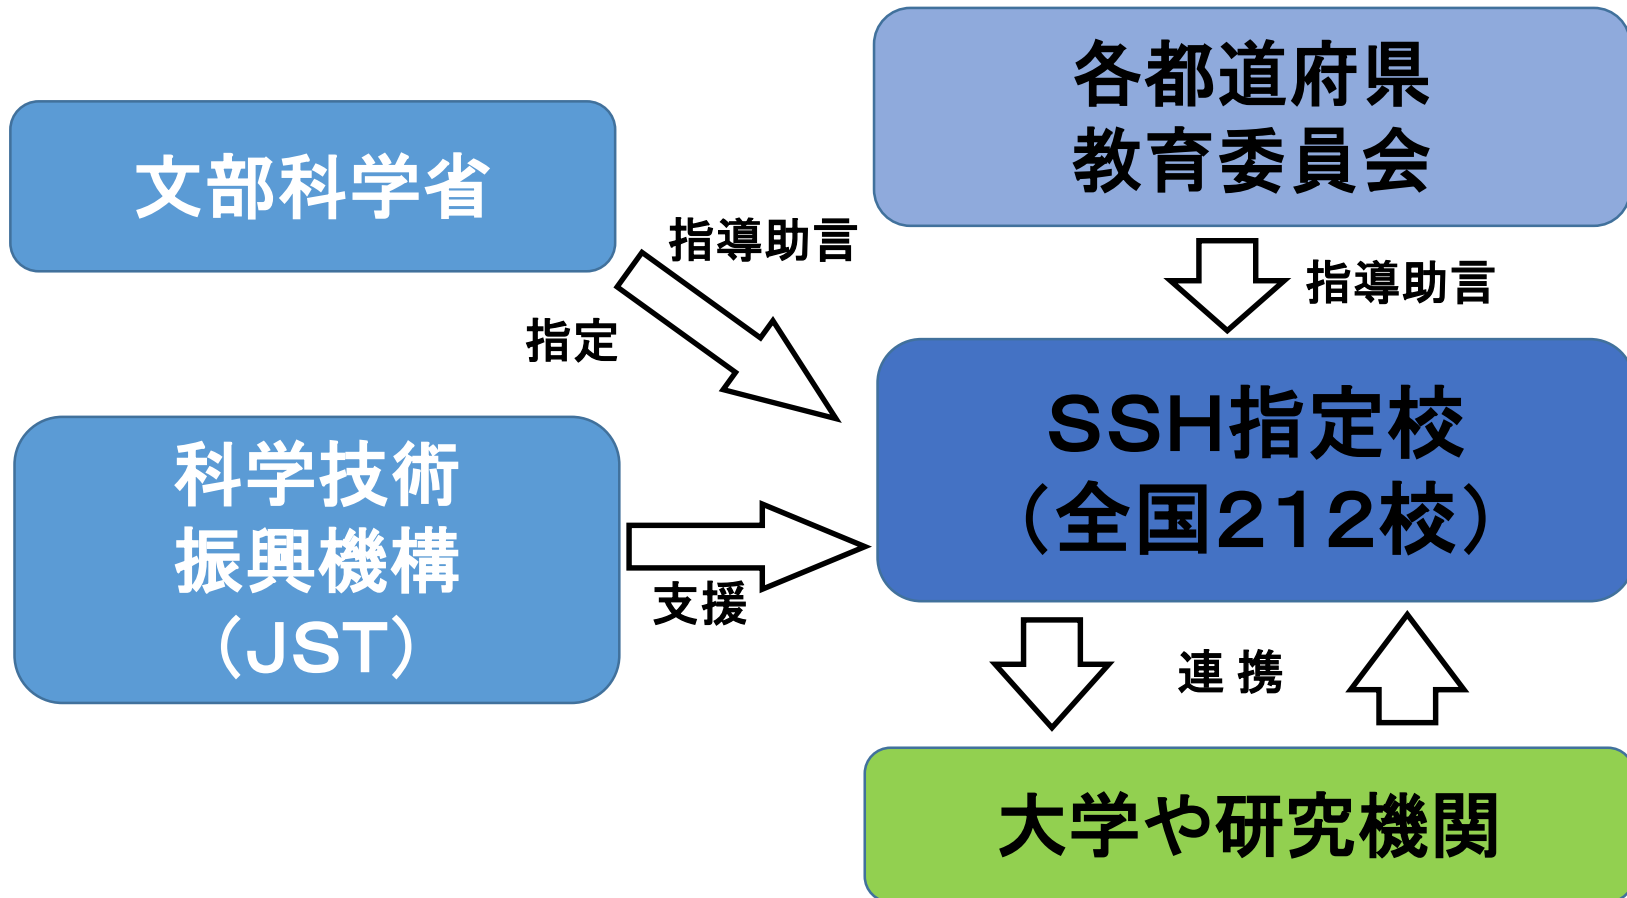 各都道府県
教育委員会
文部科学省
指導助言
指導助言
指定
SSH指定校
（全国２１２校）
科学技術
振興機構
（JST）
支援
連 携
大学や研究機関